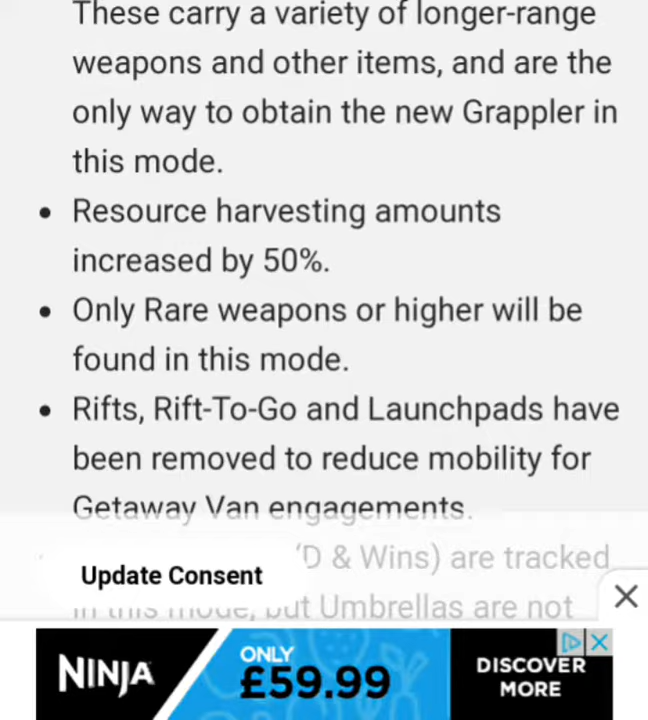 These carry a variety of longer-range
weapons and other items, and are the
only way to obtain the new Grappler in
this mode.
• Resource harvesting amounts
increased by 50%.
• Only Rare weapons or higher will be
found in this mode.
• Rifts, Rift-To-Go and Launchpads have
been removed to reduce mobility for
Getaway Van engagements.
'D & Wins) are tracked
Update Consent
in this mode, but Umbrellas are not
NINJA
ONLY
£59.99
DISCOVER
MORE